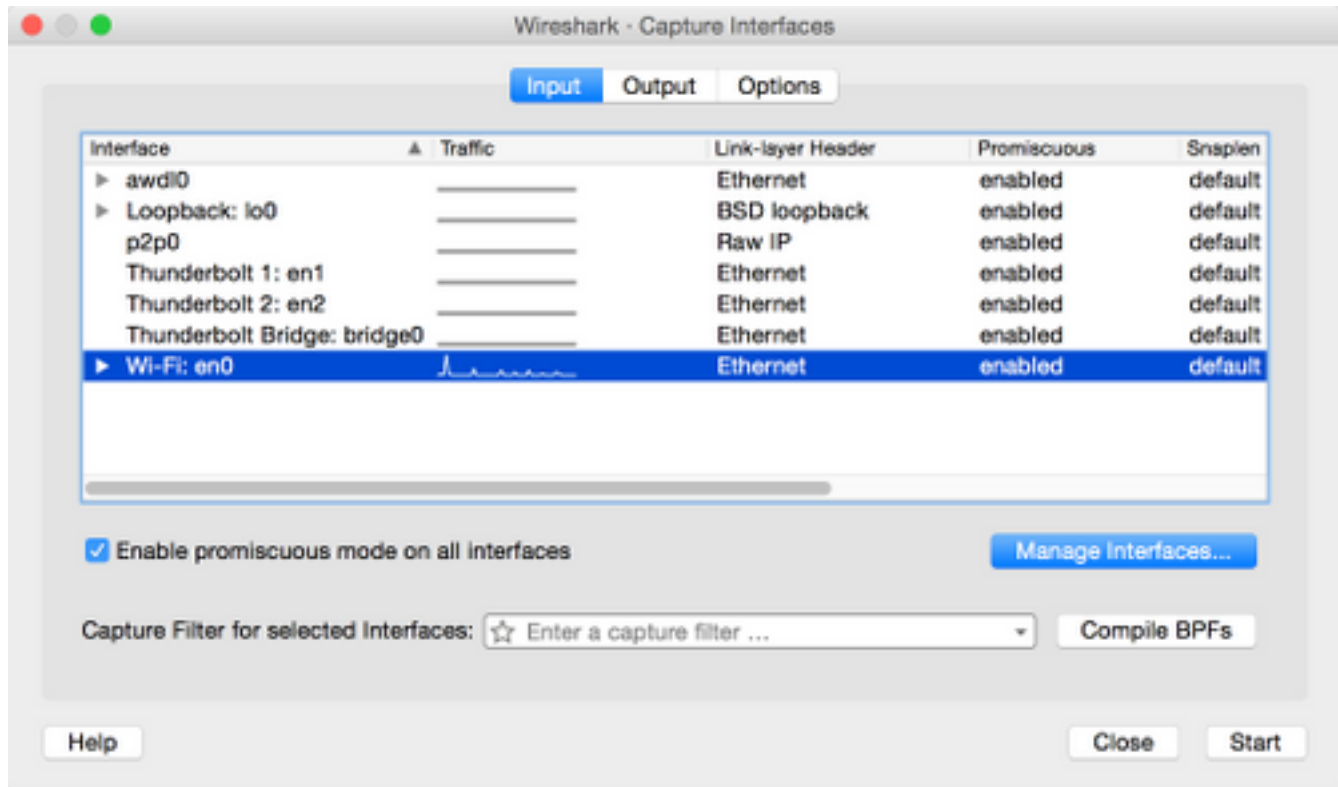 Wireshark · Capture Interfaces
Input Output Options
Interface Traffic Link-layer Header Promiscuous Snaplen
awdl0 Ethernet enabled default
Loopback: lo0 BSD loopback enabled default
p2p0 Raw IP enabled default
Thunderbolt 1: en1 Ethernet enabled default
Thunderbolt 2: en2 Ethernet enabled default
Thunderbolt Bridge: bridge0 Ethernet enabled default
Wi-Fi: en0 Ethernet enabled default
Enable promiscuous mode on all interfaces Manage Interfaces...
Capture Filter for selected Interfaces: Enter a capture filter ... Compile BPFs
Help Close Start